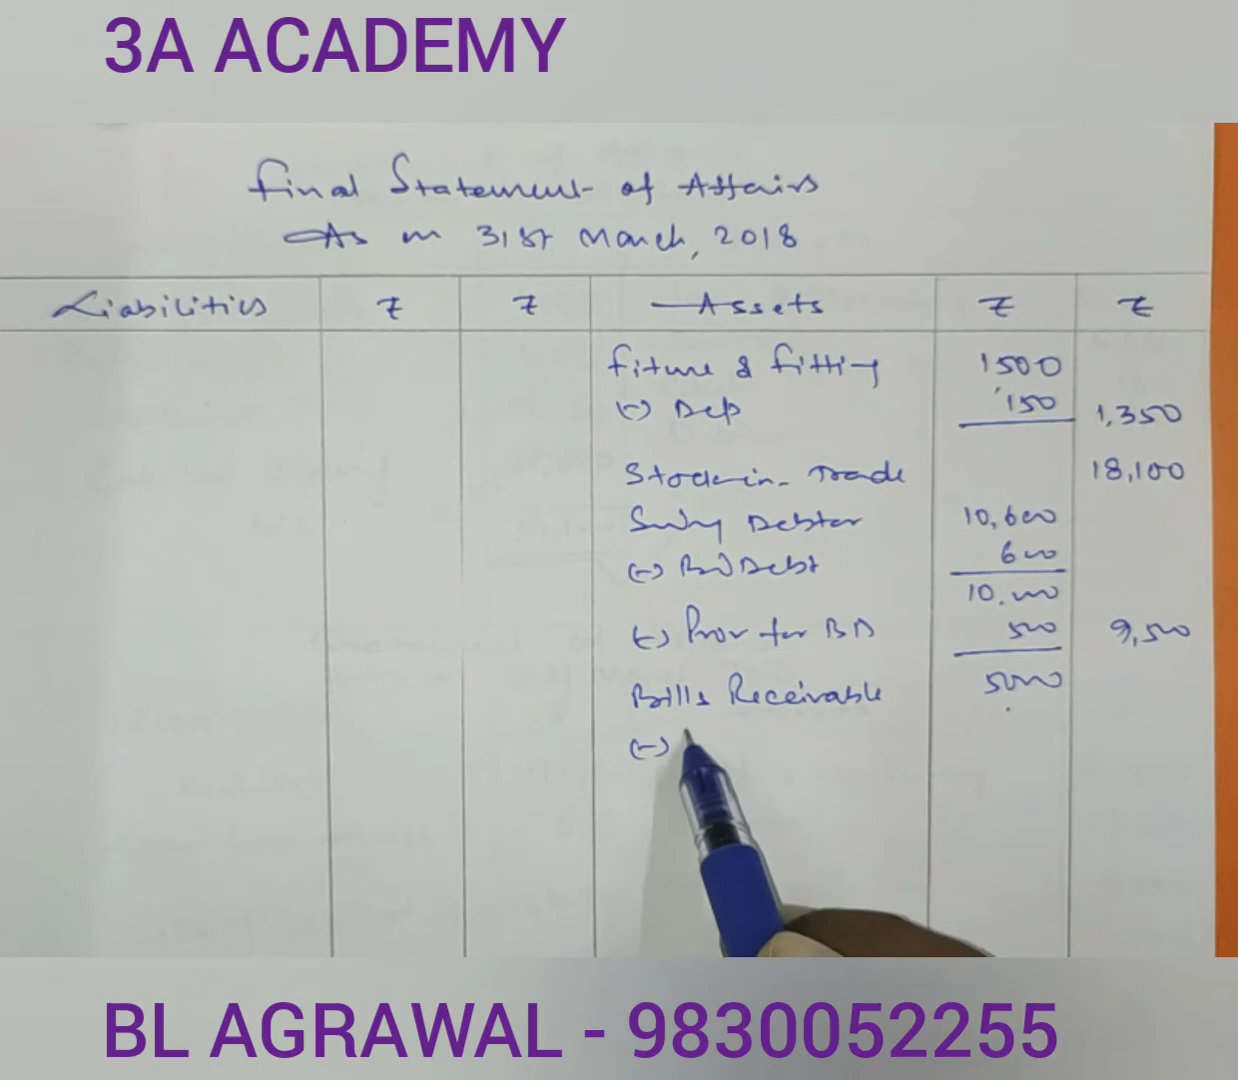 3A ACADEMY
Final Statement of Affairs
As on 31st March, 2018
Liabilities ₹ ₹ Assets ₹ ₹
Fiture & Fitting 1500
(-) Dep 150 1,350
Stock-in-Trade 18,100
Sundry Debtor 10,600
(-) Bad Debt 600
10,000
(-) Prov for BD 500 9,500
Bills Receivable 5000
(-)
BL AGRAWAL - 9830052255